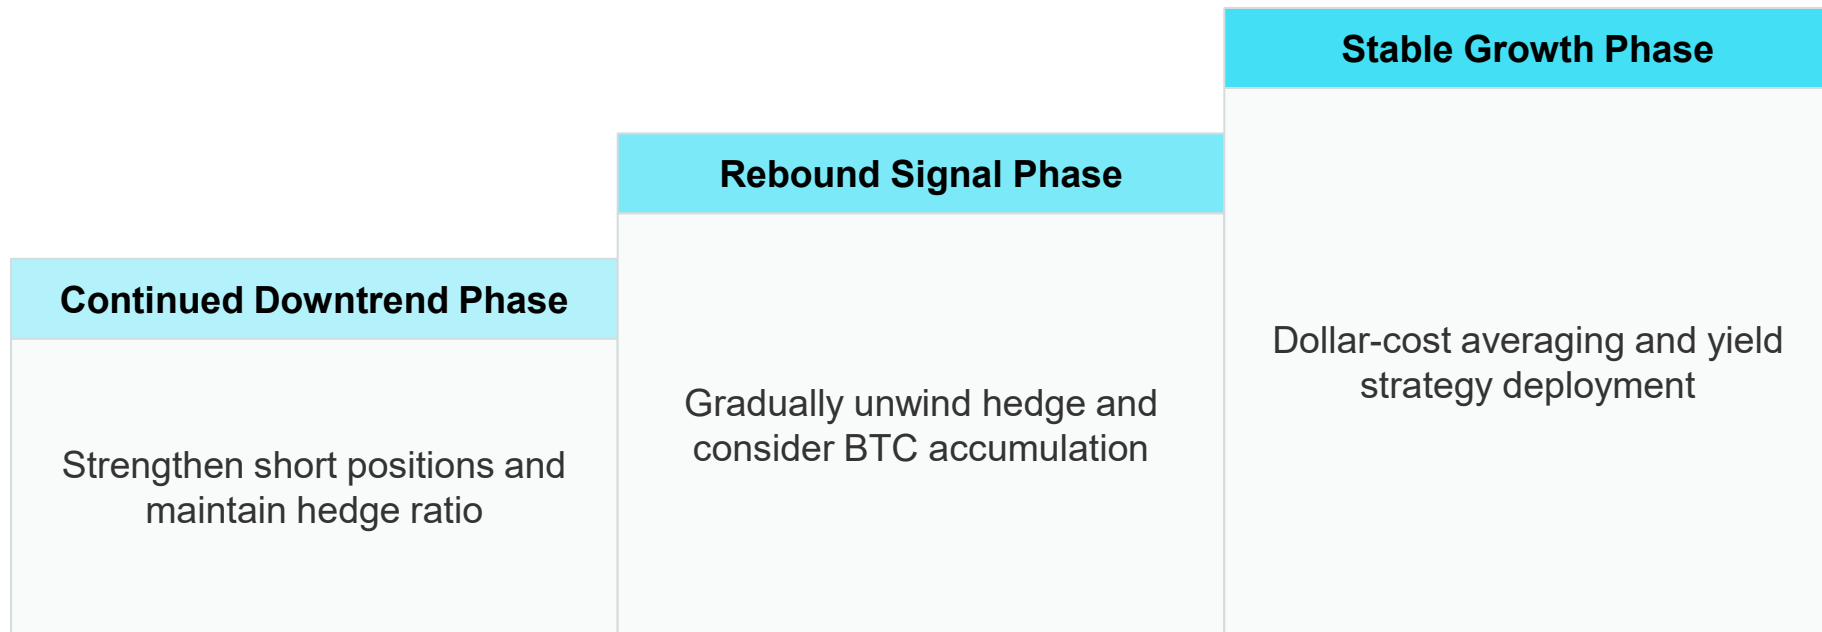 Continued Downtrend Phase
Strengthen short positions and
maintain hedge ratio
Rebound Signal Phase
Gradually unwind hedge and
consider BTC accumulation
Stable Growth Phase
Dollar-cost averaging and yield
strategy deployment